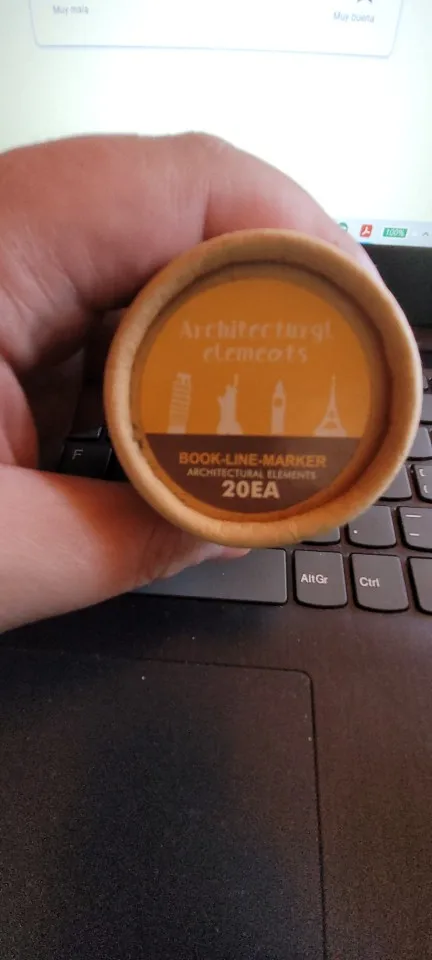 Muy mala
Muy buena
100%
Architectural
elements
BOOK-LINE-MARKER
ARCHITECTURAL ELEMENTS
20EA
F
AltGr
Ctrl